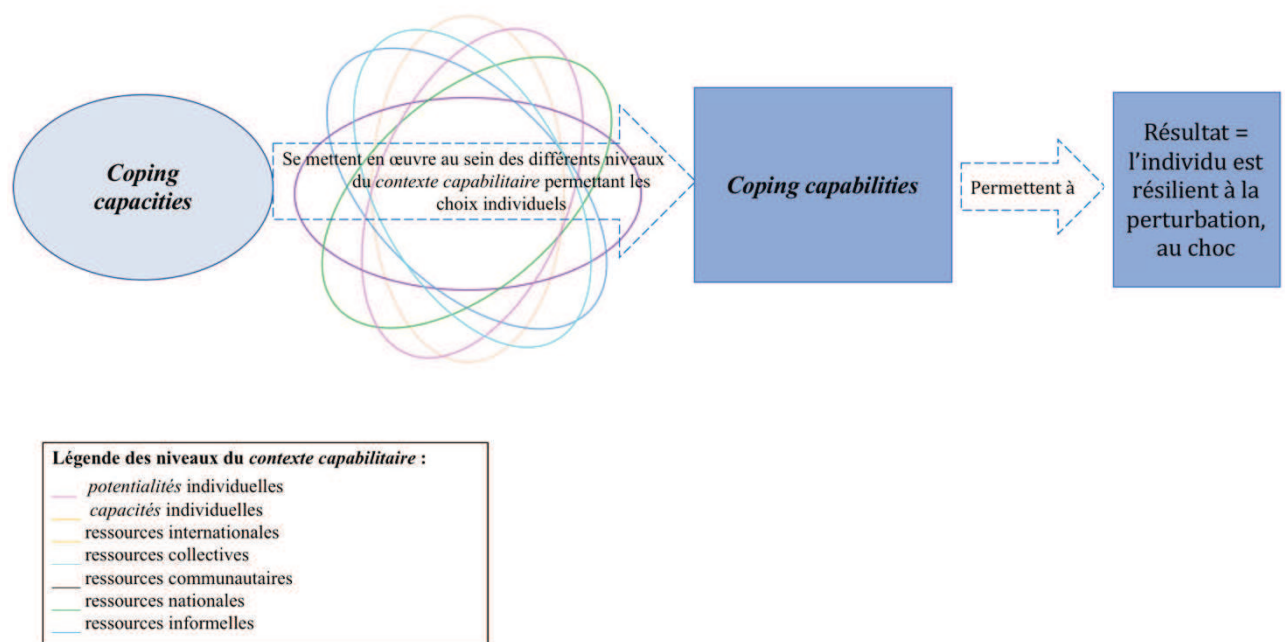 Coping
capacities
Se mettent en œuvre au sein des différents niveaux
du contexte capabilitaire permettant les
choix individuels
Coping capabilities
Permettent à
Résultat =
l'individu est
résilient à la
perturbation,
au choc
Légende des niveaux du contexte capabilitaire :
potentialités individuelles
capacités individuelles
ressources internationales
ressources collectives
ressources communautaires
ressources nationales
ressources informelles